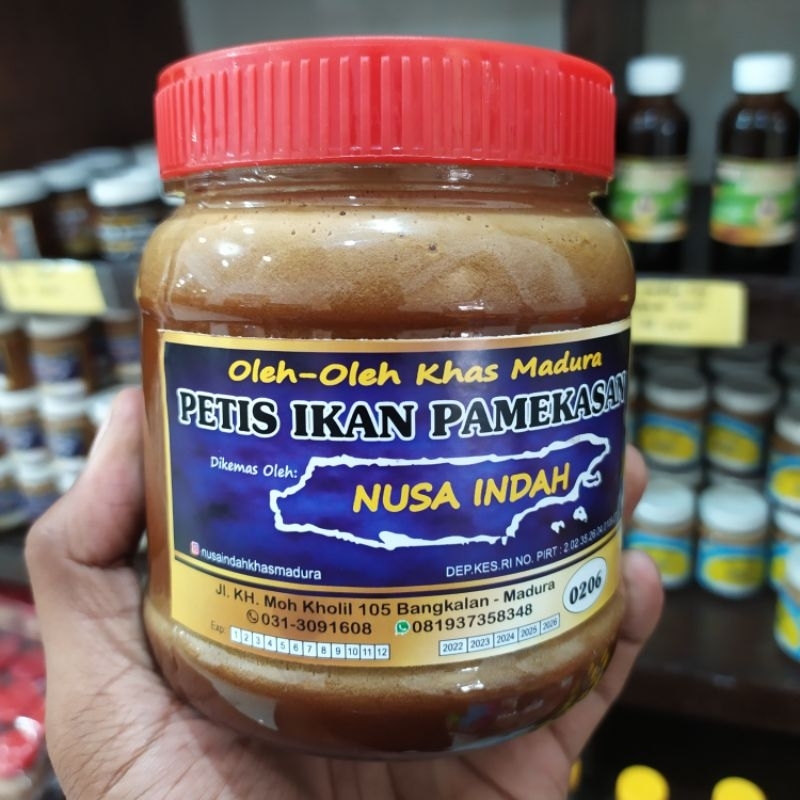 Oleh-Oleh Khas Madura
PETIS IKAN PAMEKASAN
Dikemas Oleh:
NUSA INDAH
nusaindahkhasmadura
DEP.KES.RI NO. PIRT :
Jl. KH. Moh Kholil 105 Bangkalan - Madura
031-3091608 081937358348
0206
Exp: 1 2 3 4 5 6 7 8 9 10 11 12
2022 2023 2024 2025 2026